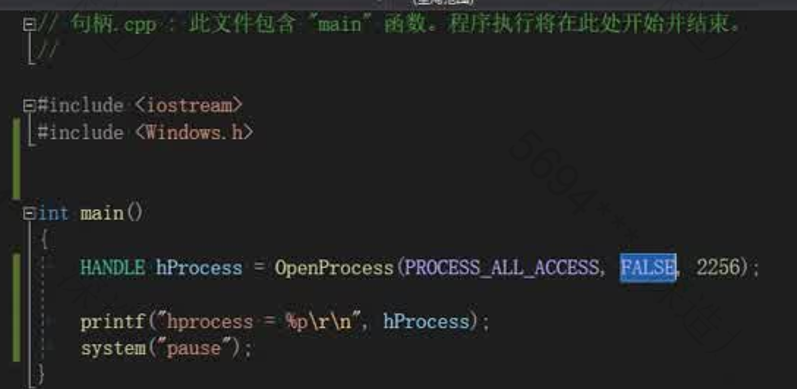 // 句柄.cpp : 此文件包含 "main" 函数。程序执行将在此处开始并结束。
//
#include <iostream>
#include <Windows.h>
int main()
{
HANDLE hProcess = OpenProcess(PROCESS_ALL_ACCESS, FALSE, 2256);
printf("hprocess = %p\r\n", hProcess);
system("pause");
}